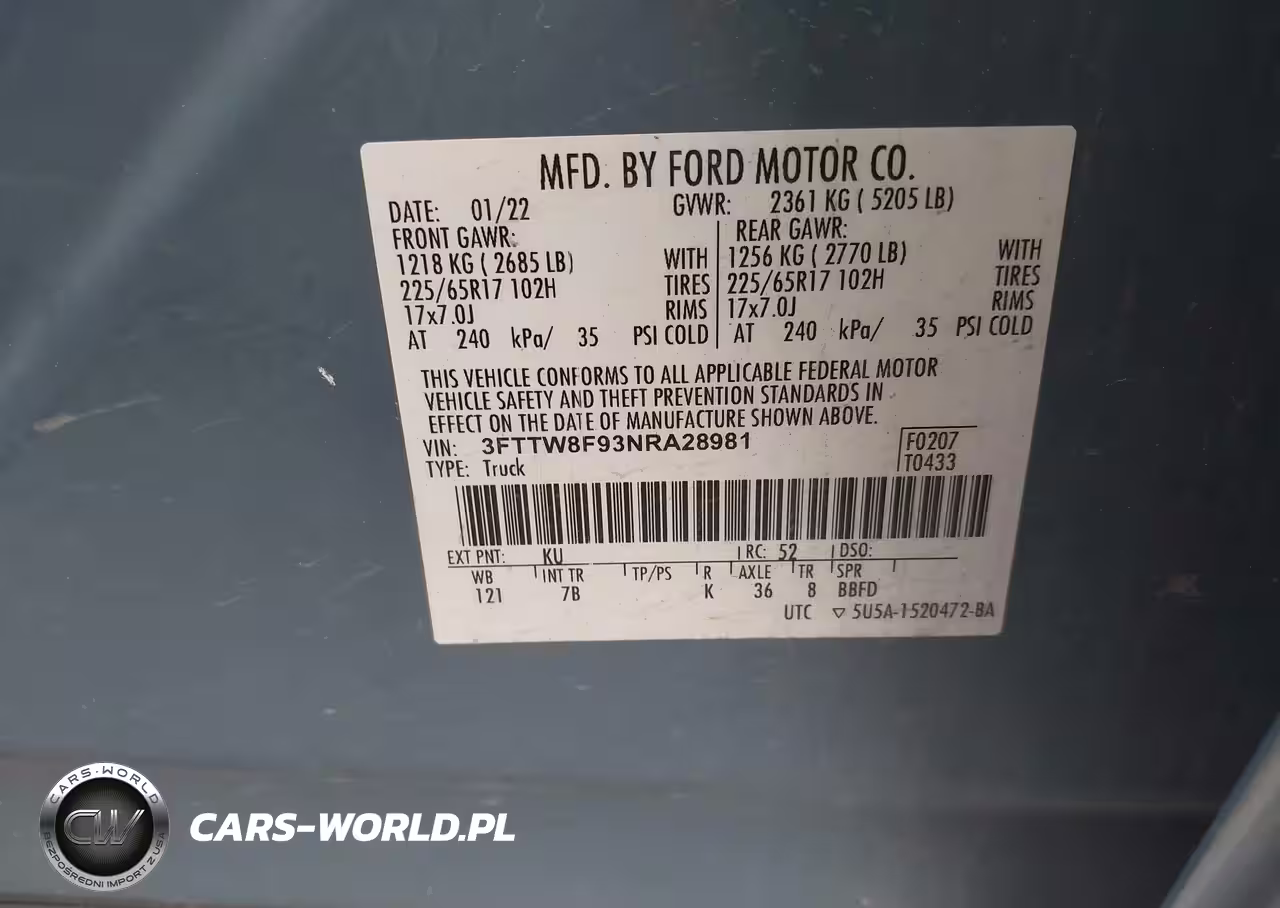 MFD. BY FORD MOTOR CO.
DATE: 01/22 GVWR: 2361 KG ( 5205 LB)
FRONT GAWR: REAR GAWR:
1218 KG ( 2685 LB) WITH 1256 KG ( 2770 LB) WITH
225/65R17 102H TIRES 225/65R17 102H TIRES
17x7.0J RIMS 17x7.0J RIMS
AT 240 kPa/ 35 PSI COLD AT 240 kPa/ 35 PSI COLD
THIS VEHICLE CONFORMS TO ALL APPLICABLE FEDERAL MOTOR
VEHICLE SAFETY AND THEFT PREVENTION STANDARDS IN
EFFECT ON THE DATE OF MANUFACTURE SHOWN ABOVE.
VIN: 3FTTW8F93NRA28981 F0207
TYPE: Truck T0433
EXT PNT: KU RC: 52 DSO:
WB INT TR TP/PS R AXLE TR SPR
121 7B K 36 8 BBFD
UTC ▽ 5U5A-1520472-BA
CARS-WORLD
CW
BEZPOŚREDNI IMPORT Z USA
CARS-WORLD.PL